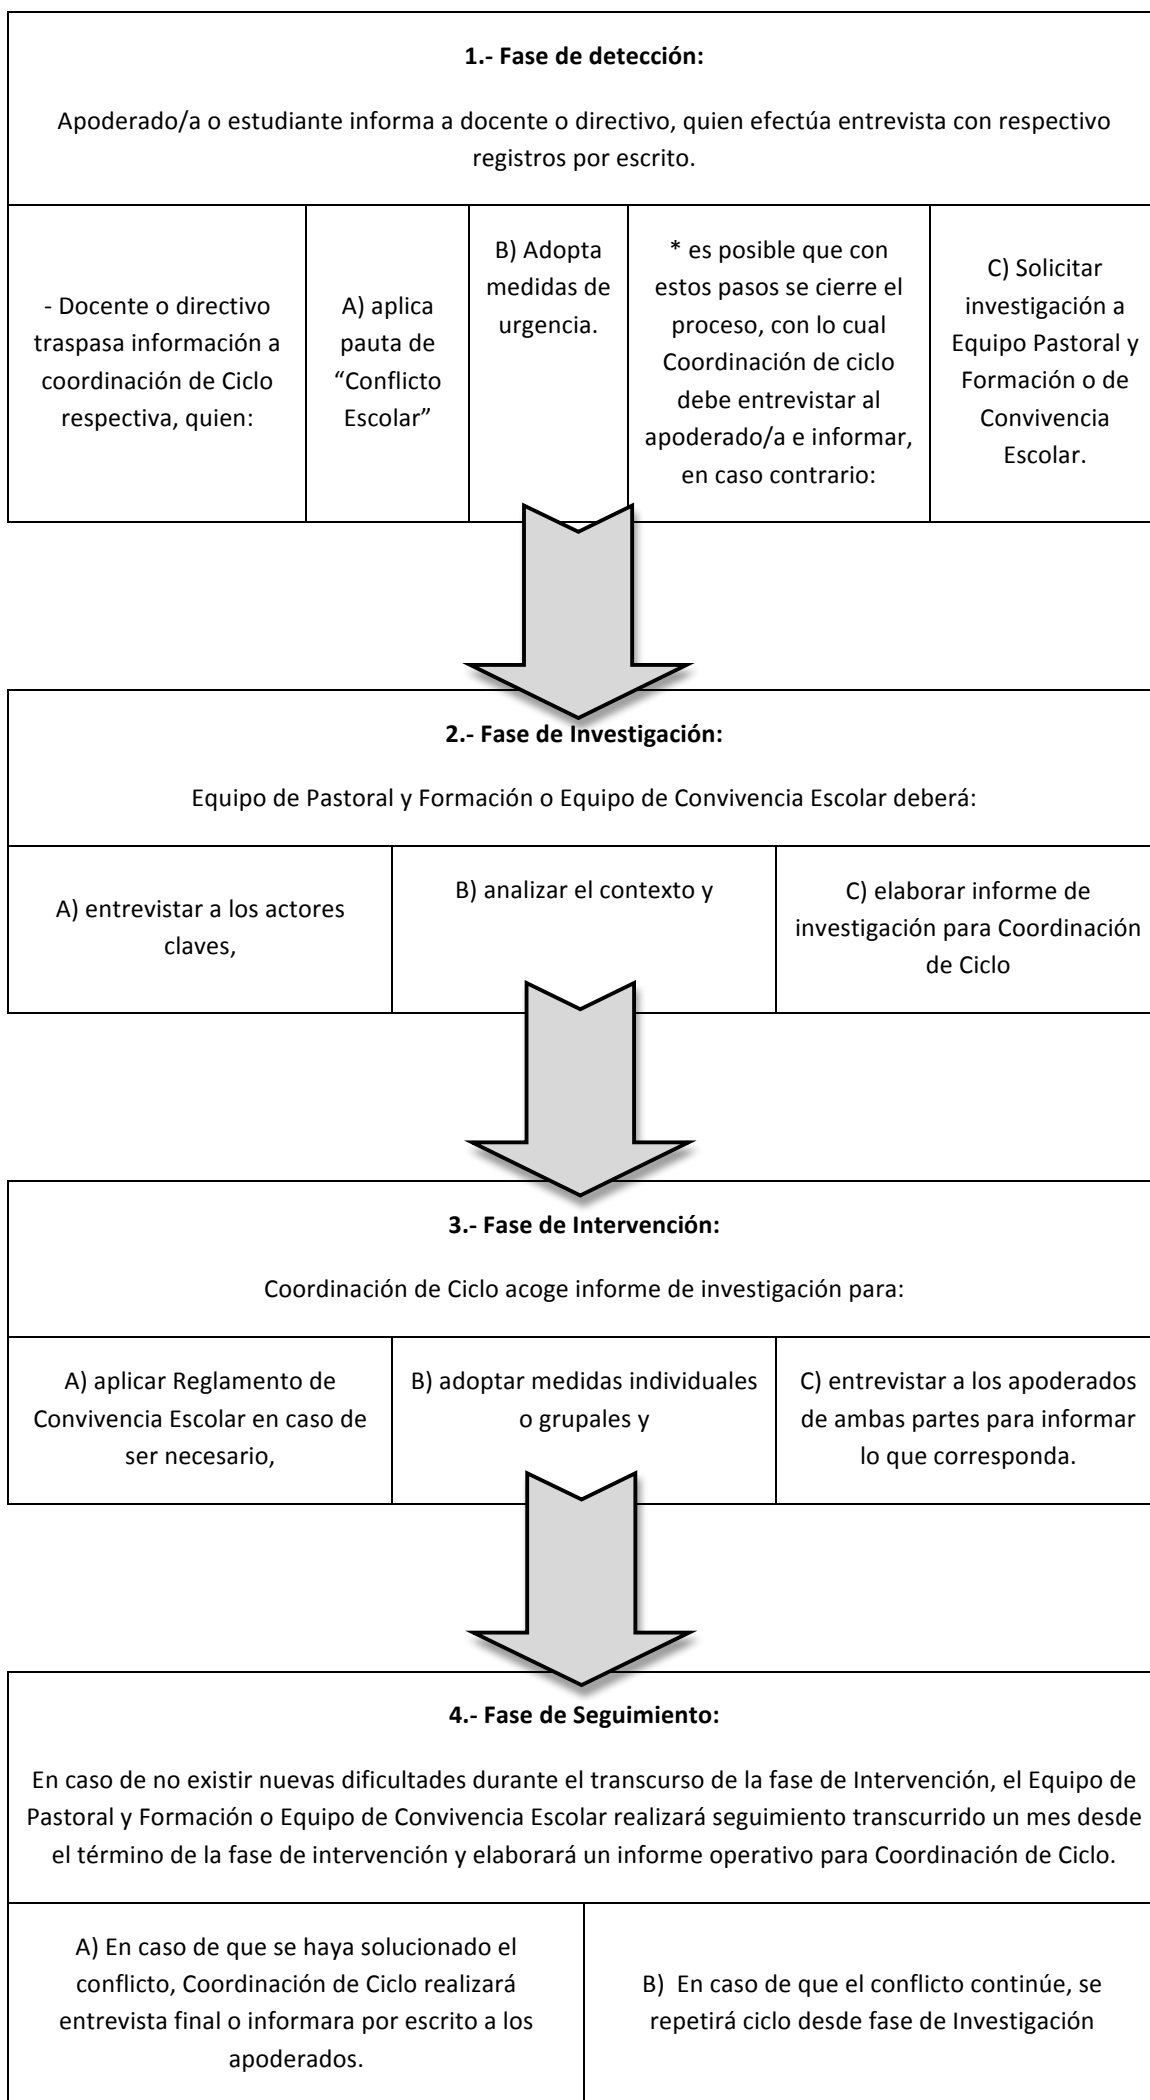 1.- Fase de detección:
Apoderado/a o estudiante informa a docente o directivo, quien efectúa entrevista con respectivo
registros por escrito.
- Docente o directivo
traspasa información a
coordinación de Ciclo
respectiva, quien:
A) aplica
pauta de
“Conflicto
Escolar”
B) Adopta
medidas de
urgencia.
* es posible que con
estos pasos se cierre el
proceso, con lo cual
Coordinación de ciclo
debe entrevistar al
apoderado/a e informar,
en caso contrario:
C) Solicitar
investigación a
Equipo Pastoral y
Formación o de
Convivencia
Escolar.
2.- Fase de Investigación:
Equipo de Pastoral y Formación o Equipo de Convivencia Escolar deberá:
A) entrevistar a los actores
claves,
B) analizar el contexto y
C) elaborar informe de
investigación para Coordinación
de Ciclo
3.- Fase de Intervención:
Coordinación de Ciclo acoge informe de investigación para:
A) aplicar Reglamento de
Convivencia Escolar en caso de
ser necesario,
B) adoptar medidas individuales
o grupales y
C) entrevistar a los apoderados
de ambas partes para informar
lo que corresponda.
4.- Fase de Seguimiento:
En caso de no existir nuevas dificultades durante el transcurso de la fase de Intervención, el Equipo de
Pastoral y Formación o Equipo de Convivencia Escolar realizará seguimiento transcurrido un mes desde
el término de la fase de intervención y elaborará un informe operativo para Coordinación de Ciclo.
A) En caso de que se haya solucionado el
conflicto, Coordinación de Ciclo realizará
entrevista final o informara por escrito a los
apoderados.
B) En caso de que el conflicto continúe, se
repetirá ciclo desde fase de Investigación